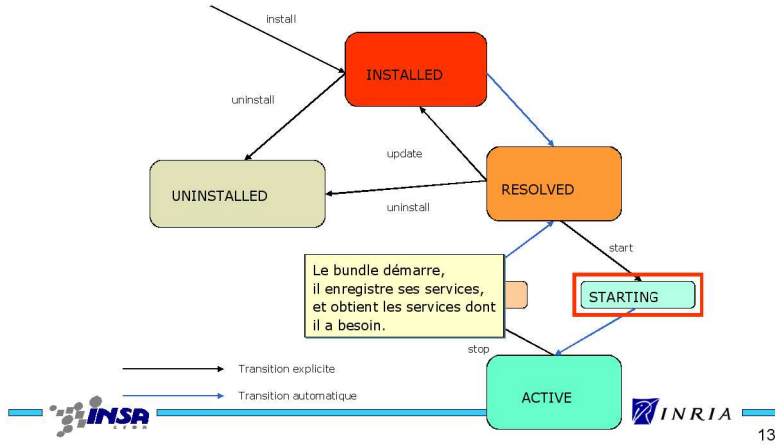 install
INSTALLED
uninstall
update
UNINSTALLED
uninstall
RESOLVED
start
Le bundle démarre,
il enregistre ses services,
et obtient les services dont
il a besoin.
STARTING
stop
Transition explicite
Transition automatique
ACTIVE
INSA
LYON
INRIA
13